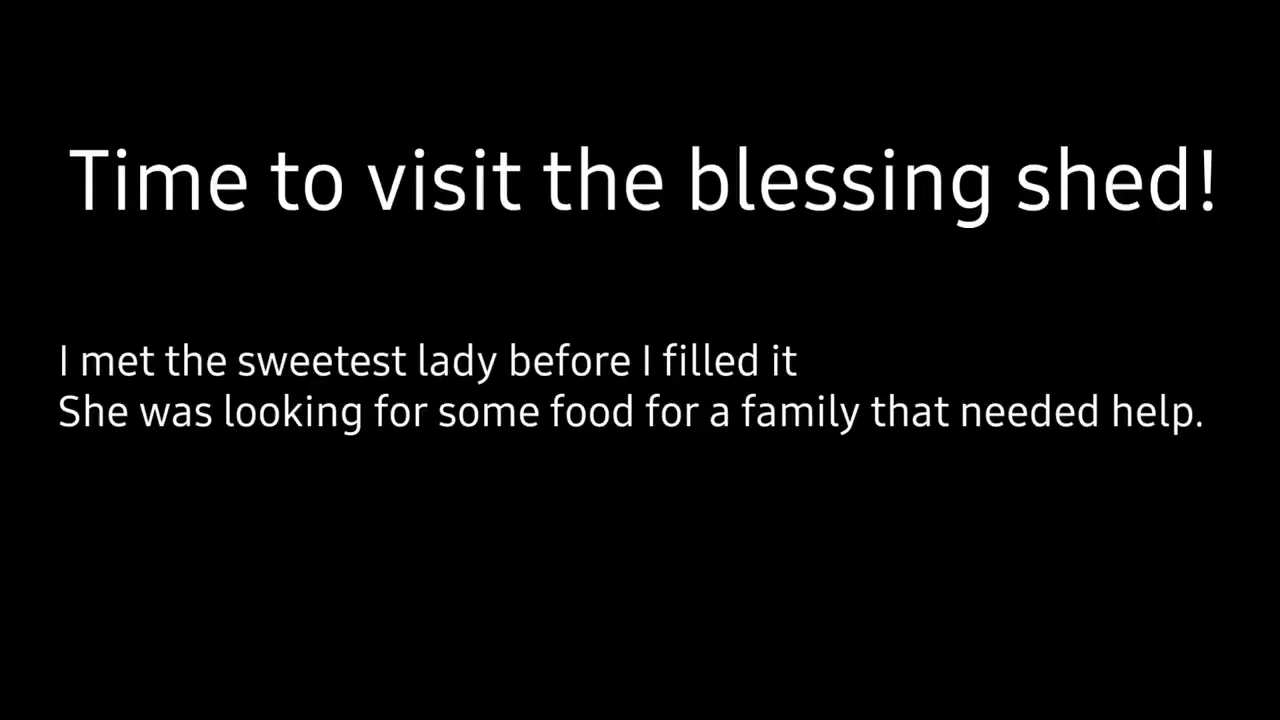 Time to visit the blessing shed!
I met the sweetest lady before I filled it
She was looking for some food for a family that needed help.